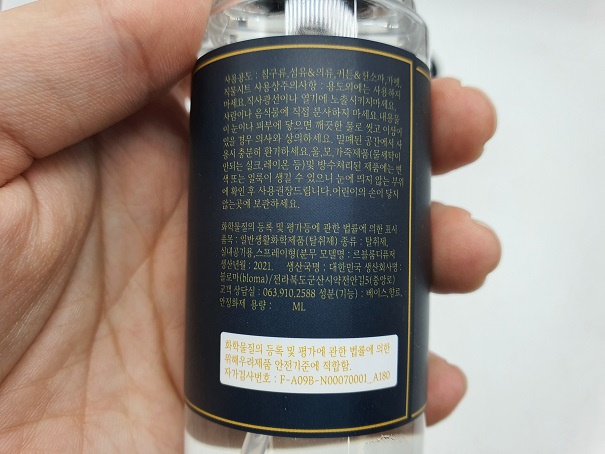 사용용도 : 침구류,섬유&의류,커튼&런소파,카페,
직물시트 사용상주의사항 : 용도외에는 사용하지
마세요,직사광선이나 열기에 노출시키지마세요.
사람이나 음식물에 직접 분사하지 마세요.내용물
이 눈이나 피부에 닿으면 깨끗한 물로 씻고 이상이
있을 경우 의사와 상의하세요. 밀폐된 공간에서 사
용시 충분히 환기하세요.울,모,가죽제품(물세탁이
안되는 실크,레이온 등)및 방수처리된 제품에는 변
색 또는 얼룩이 생길 수 있으니 눈에 띄지 않는 부위
에 확인 후 사용권장드립니다.어린이의 손이 닿지
않는곳에 보관하세요.
화학물질의 등록 및 평가등에 관한 법률에 의한 표시
품목 : 일반생활화학제품(탈취제) 종류 : 탈취제,
실내공기용,스프레이형(분무 모델명 : 르블룸디퓨져
생산년월 : 2021. 생산국명 ; 대한민국 생산회사명:
블로마(bloma)/전라북도군산시약전안길5(중앙로)
고객 상담실 : 063.910.2588 성분(기능) : 베이스,향료,
안정화제 용량 : ML
화학물질의 등록 및 평가에 관한 법률에 의한
위해우려제품 안전기준에 적합함.
자가검사번호 : F-A09B-N00070001_A180